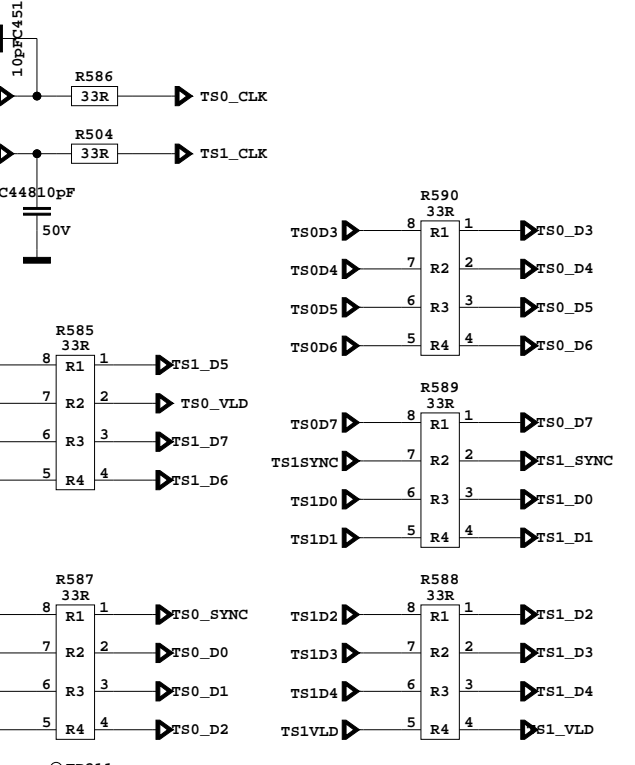 10pFC451
R586
33R
TS0_CLK
R504
33R
TS1_CLK
C44810pF
50V
R590
33R
TS0D3 8 R1 1 TS0_D3
TS0D4 7 R2 2 TS0_D4
TS0D5 6 R3 3 TS0_D5
TS0D6 5 R4 4 TS0_D6
R585
33R
8 R1 1 TS1_D5
7 R2 2 TS0_VLD
6 R3 3 TS1_D7
5 R4 4 TS1_D6
R589
33R
TS0D7 8 R1 1 TS0_D7
TS1SYNC 7 R2 2 TS1_SYNC
TS1D0 6 R3 3 TS1_D0
TS1D1 5 R4 4 TS1_D1
R587
33R
8 R1 1 TS0_SYNC
7 R2 2 TS0_D0
6 R3 3 TS0_D1
5 R4 4 TS0_D2
R588
33R
TS1D2 8 R1 1 TS1_D2
TS1D3 7 R2 2 TS1_D3
TS1D4 6 R3 3 TS1_D4
TS1VLD 5 R4 4 TS1_VLD